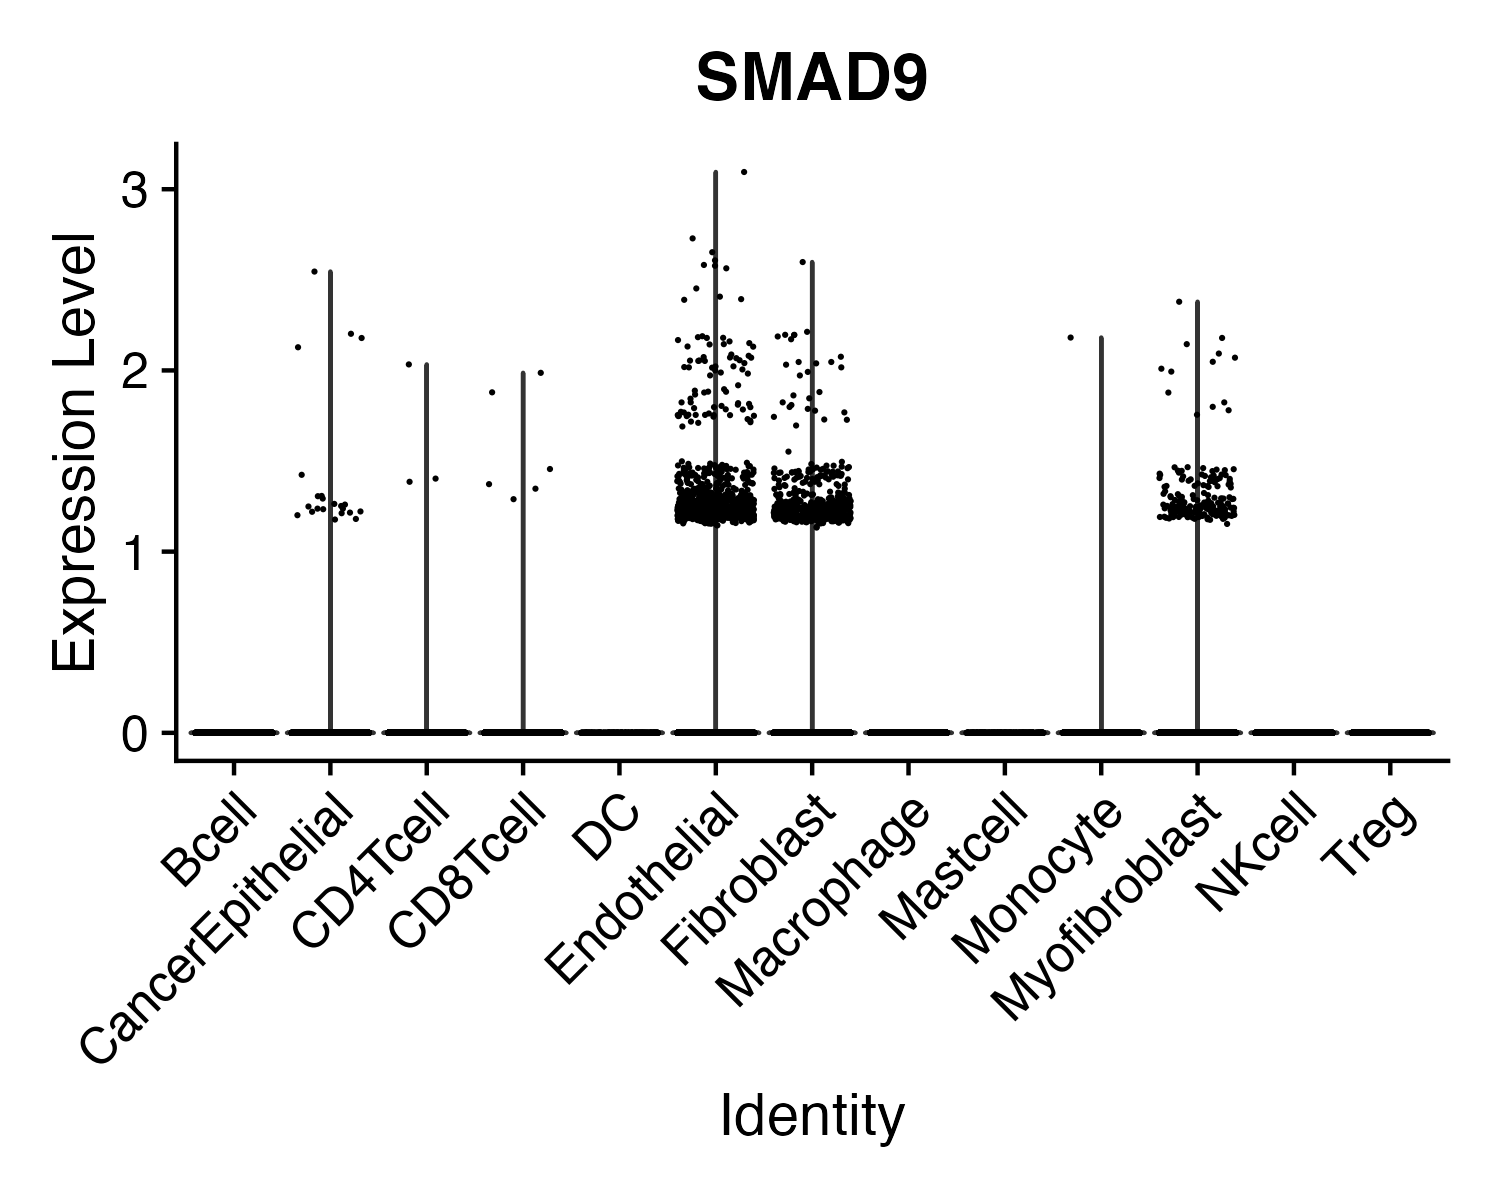 SMAD9
Expression Level
3
2
1
0
Bcell
CancerEpithelial
CD4Tcell
CD8Tcell
DC
Endothelial
Fibroblast
Macrophage
Mastcell
Monocyte
Myofibroblast
NKcell
Treg
Identity